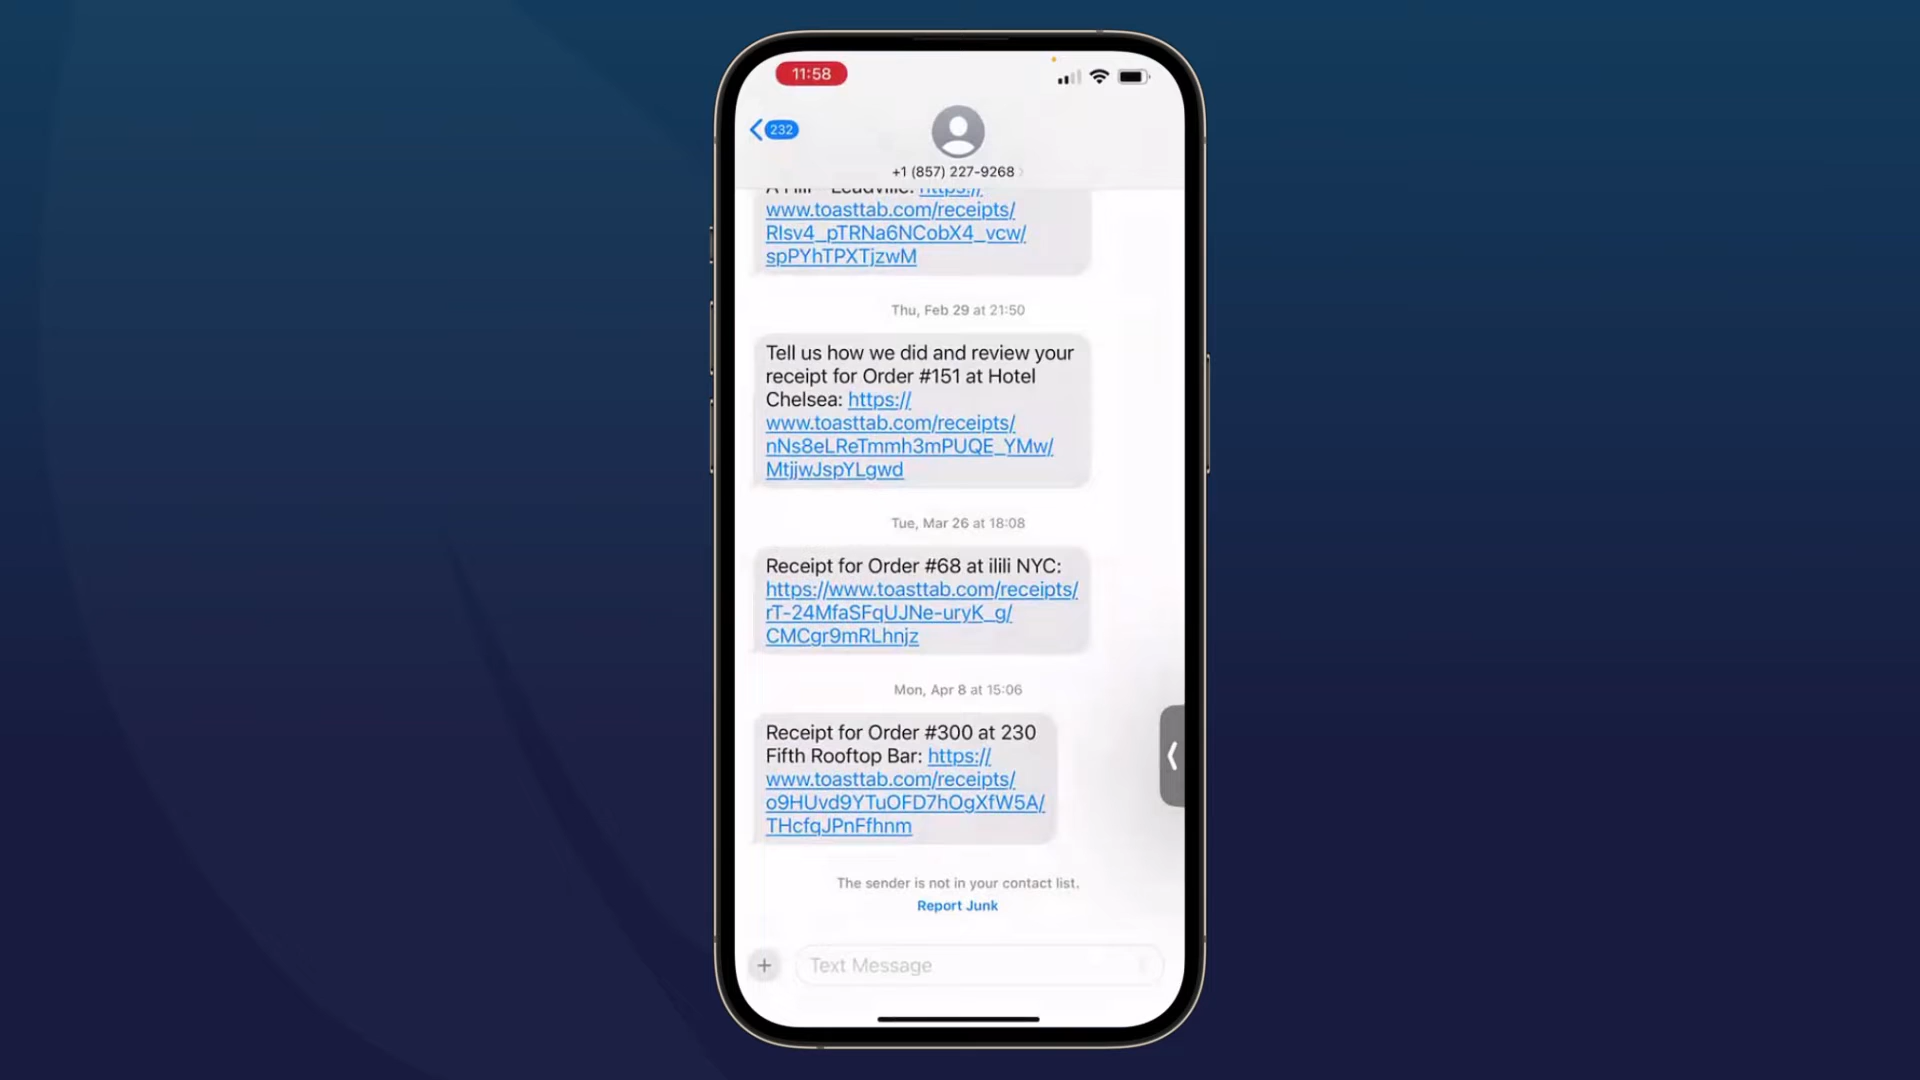 11:58
232
+1 (857) 227-9268
www.toasttab.com/receipts/
RIsv4_pTRNa6NCobX4_vcw/
spPYhTPXTjzwM
Thu, Feb 29 at 21:50
Tell us how we did and review your
receipt for Order #151 at Hotel
Chelsea: https://
www.toasttab.com/receipts/
nNs8eLReTmmh3mPUQE_YMw/
MtjjwJspYLgwd
Tue, Mar 26 at 18:08
Receipt for Order #68 at ilili NYC:
https://www.toasttab.com/receipts/
rT-24MfaSFqUJNe-uryK_g/
CMCgr9mRLhnjz
Mon, Apr 8 at 15:06
Receipt for Order #300 at 230
Fifth Rooftop Bar: https://
www.toasttab.com/receipts/
o9HUvd9YTuOFD7hOgXfW5A/
THcfqJPnFfhnm
The sender is not in your contact list.
Report Junk
Text Message